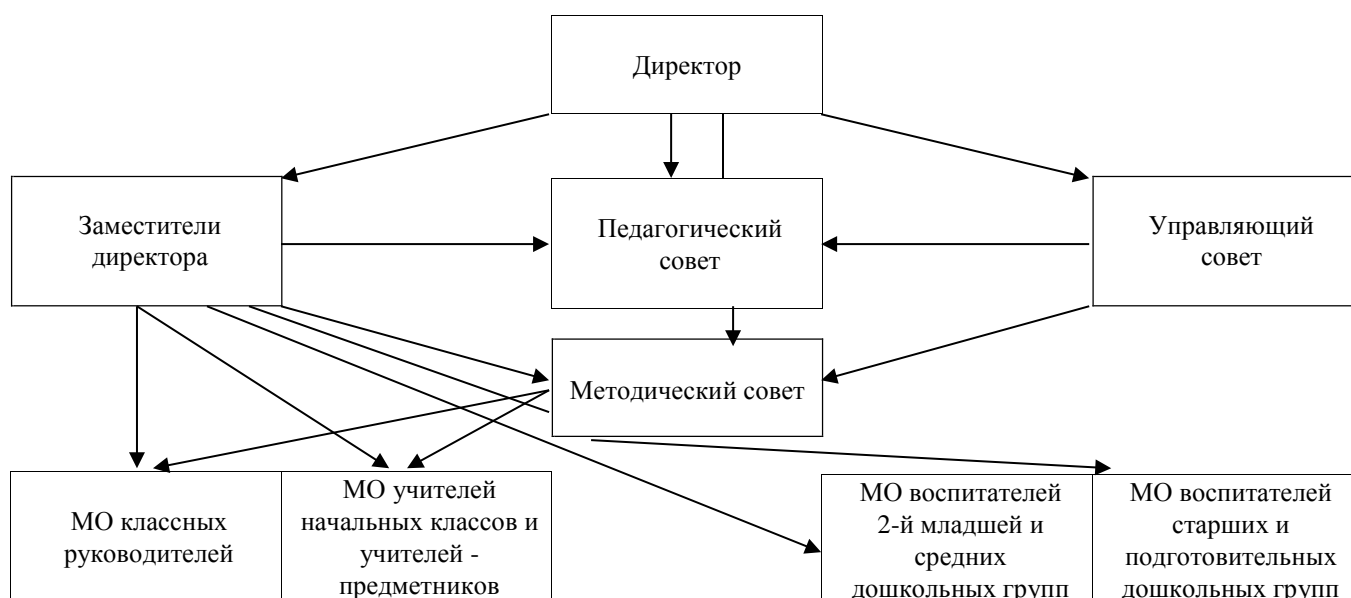 Директор
Заместители
директора
Педагогический
совет
Управляющий
совет
Методический совет
МО классных
руководителей
МО учителей
начальных классов и
учителей -
предметников
МО воспитателей
2-й младшей и
средних
дошкольных групп
МО воспитателей
старших и
подготовительных
дошкольных групп